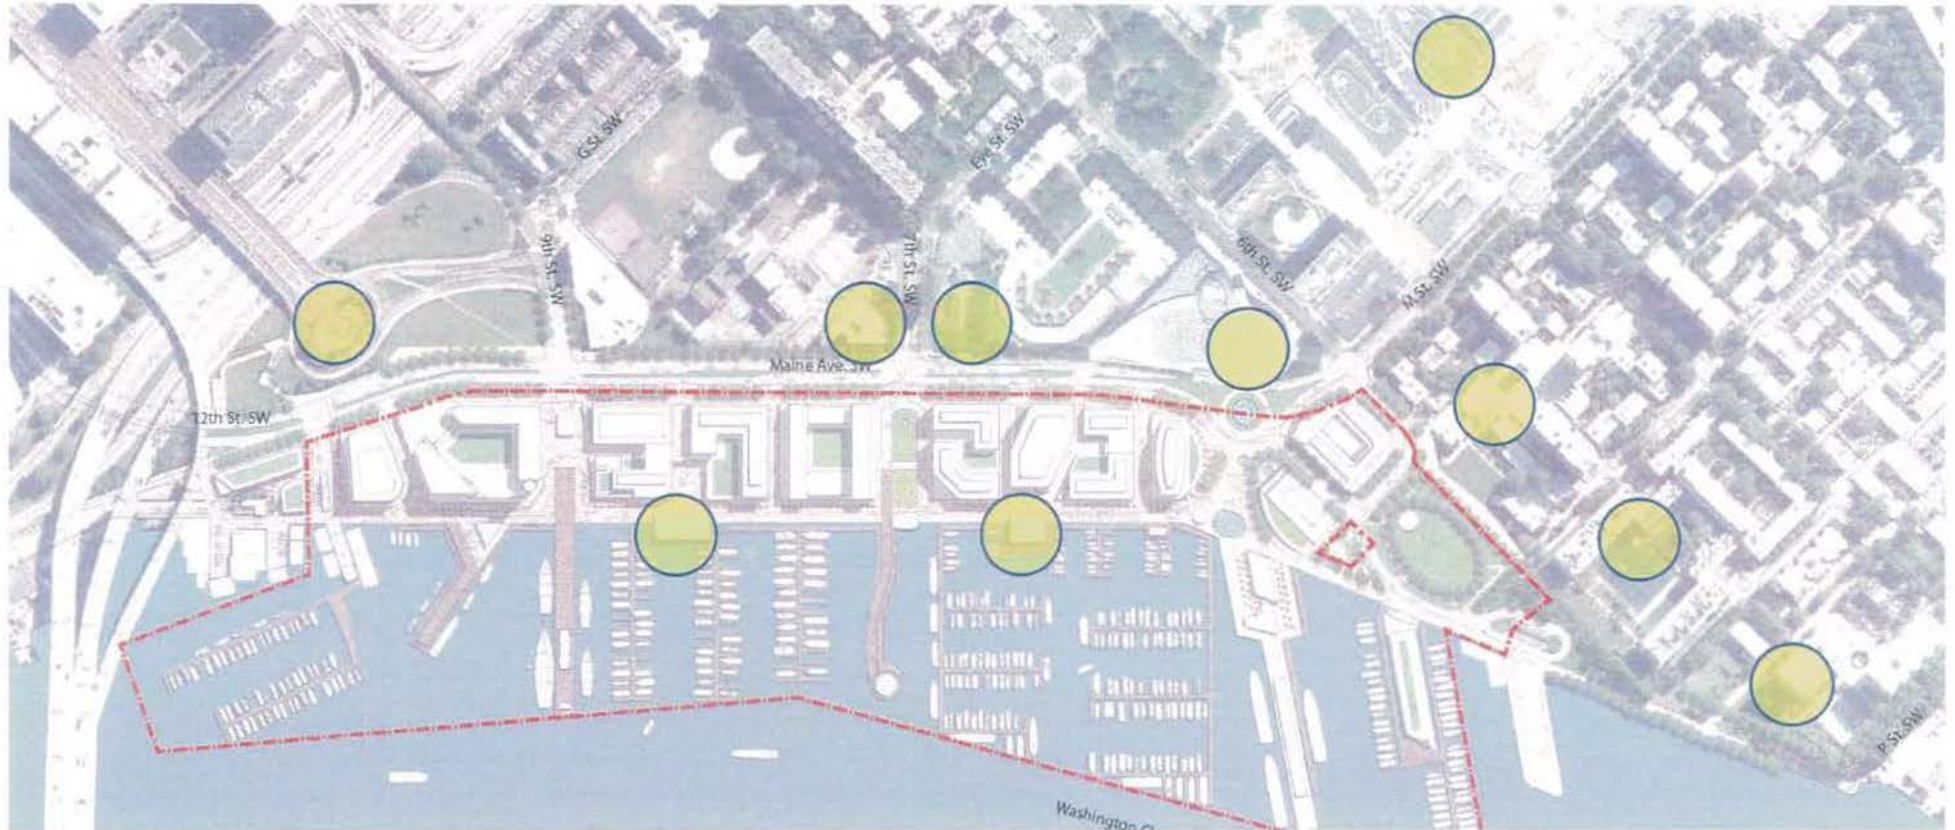 G St. SW
Eye St. SW
9th St. SW
7th St. SW
6th St. SW
M St. SW
Maine Ave. SW
12th St. SW
P St. SW
Washington